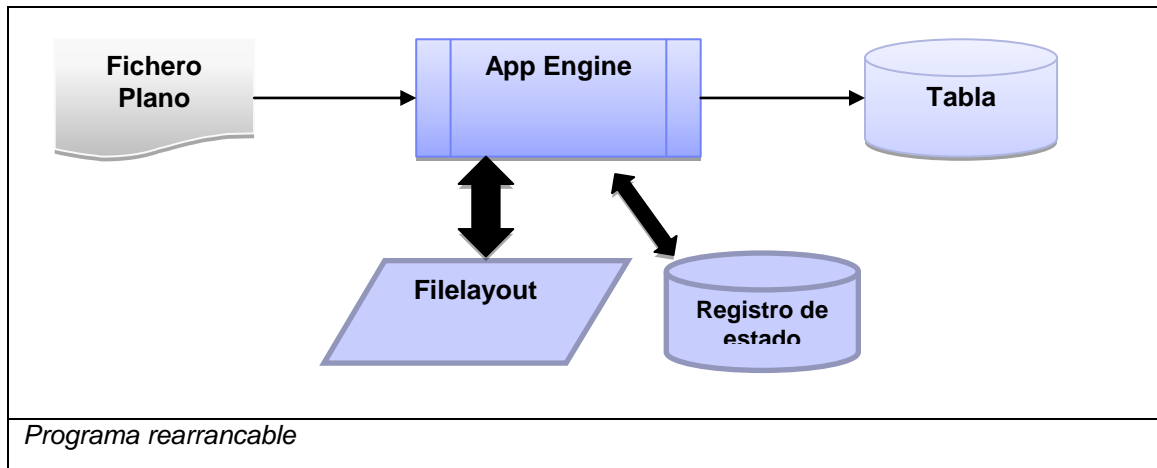 Fichero
Plano
App Engine
Tabla
Filelayout
Registro de
estado
Programa rearrancable